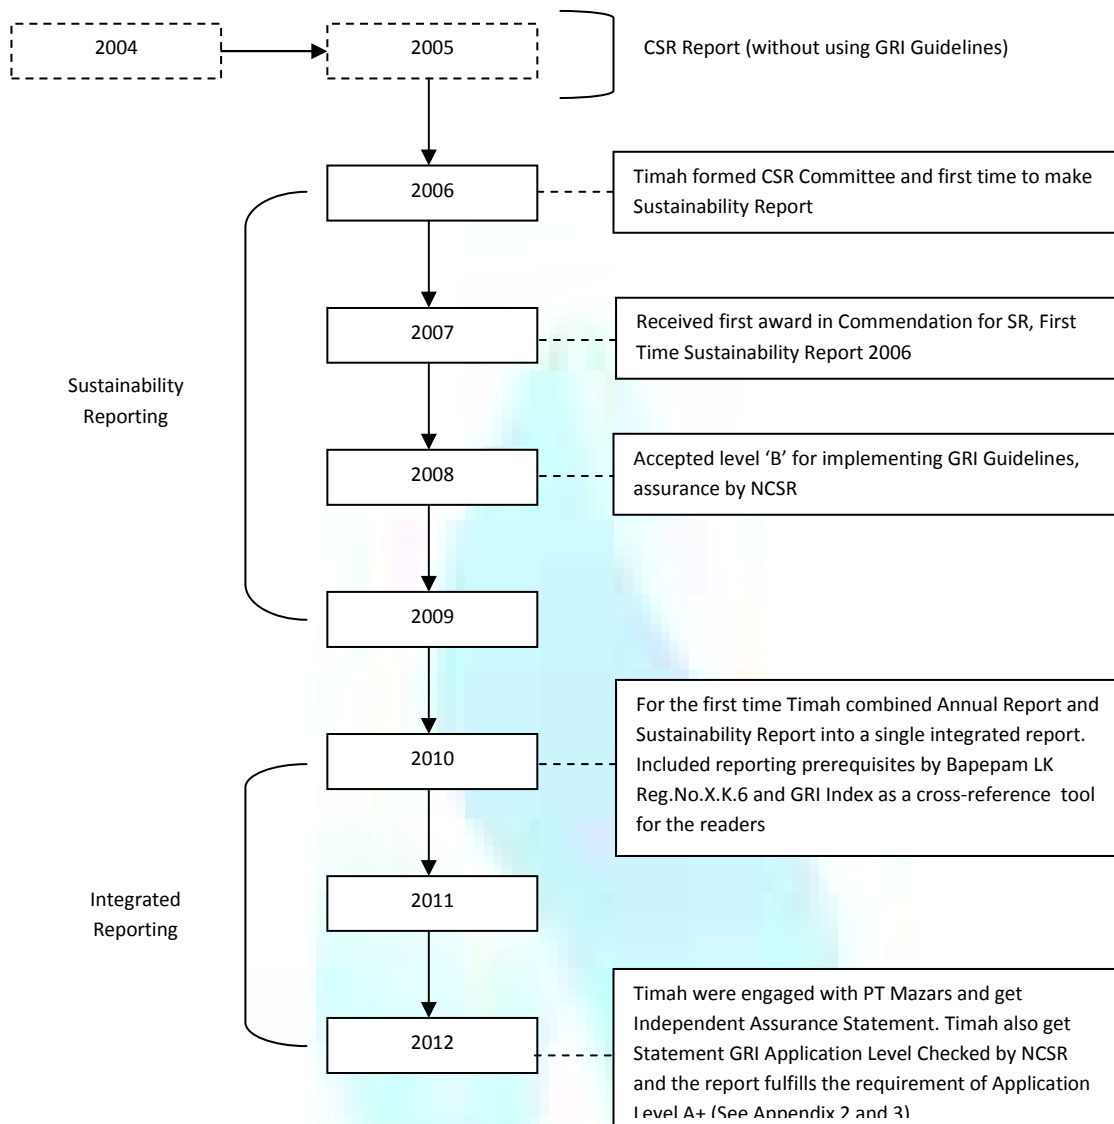 2004
2005
CSR Report (without using GRI Guidelines)
2006
Timah formed CSR Committee and first time to make
Sustainability Report
2007
Received first award in Commendation for SR, First
Time Sustainability Report 2006
Sustainability
Reporting
2008
Accepted level ‘B’ for implementing GRI Guidelines,
assurance by NCSR
2009
2010
For the first time Timah combined Annual Report and
Sustainability Report into a single integrated report.
Included reporting prerequisites by Bapepam LK
Reg.No.X.K.6 and GRI Index as a cross-reference tool
for the readers
Integrated
Reporting
2011
2012
Timah were engaged with PT Mazars and get
Independent Assurance Statement. Timah also get
Statement GRI Application Level Checked by NCSR
and the report fulfills the requirement of Application
Level A+ (See Appendix 2 and 3)